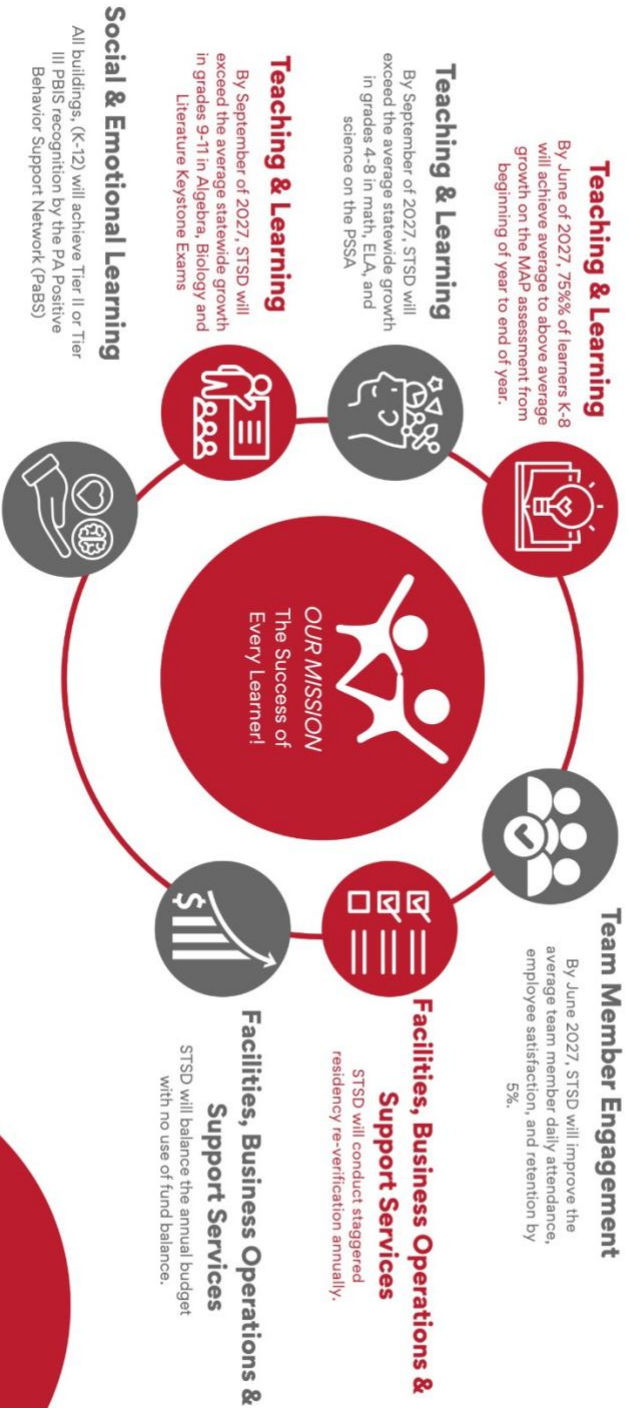 Teaching & Learning
By June of 2027, 75%% of learners K-8
will achieve average to above average
growth on the MAP assessment from
beginning of year to end of year.
Teaching & Learning
By September of 2027, STSD will
exceed the average statewide growth
in grades 4-8 in math, ELA, and
science on the PSSA
Teaching & Learning
By September of 2027, STSD will
exceed the average statewide growth
in grades 9-11 in Algebra, Biology and
Literature Keystone Exams
Social & Emotional Learning
All buildings, (K-12) will achieve Tier II or Tier
III PBIS recognition by the PA Positive
Behavior Support Network (PaBS)
OUR MISSION
The Success of
Every Learner!
Team Member Engagement
By June 2027, STSD will improve the
average team member daily attendance,
employee satisfaction, and retention by
5%.
Facilities, Business Operations &
Support Services
STSD will conduct staggered
residency re-verification annually.
$
Facilities, Business Operations &
Support Services
STSD will balance the annual budget
with no use of fund balance.